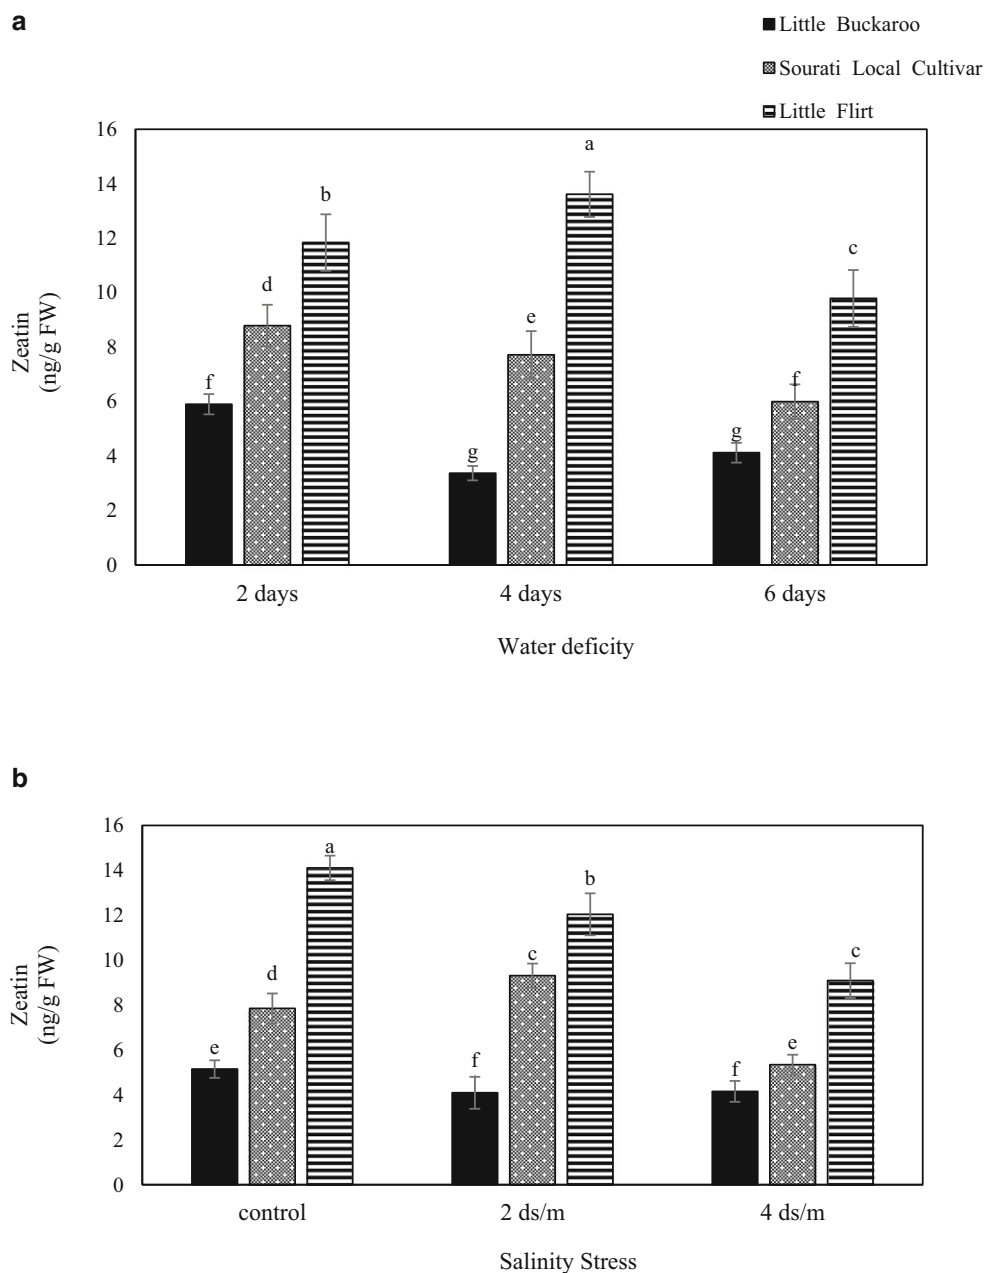 a
Little Buckaroo
Sourati Local Cultivar
Little Flirt
16
14
12
10
8
6
4
2
0
Zeatin
(ng/g FW)
f
d
b
g
e
a
g
f
c
2 days
4 days
6 days
Water deficity
b
16
14
12
10
8
6
4
2
0
Zeatin
(ng/g FW)
e
d
a
f
c
b
f
e
c
control
2 ds/m
4 ds/m
Salinity Stress